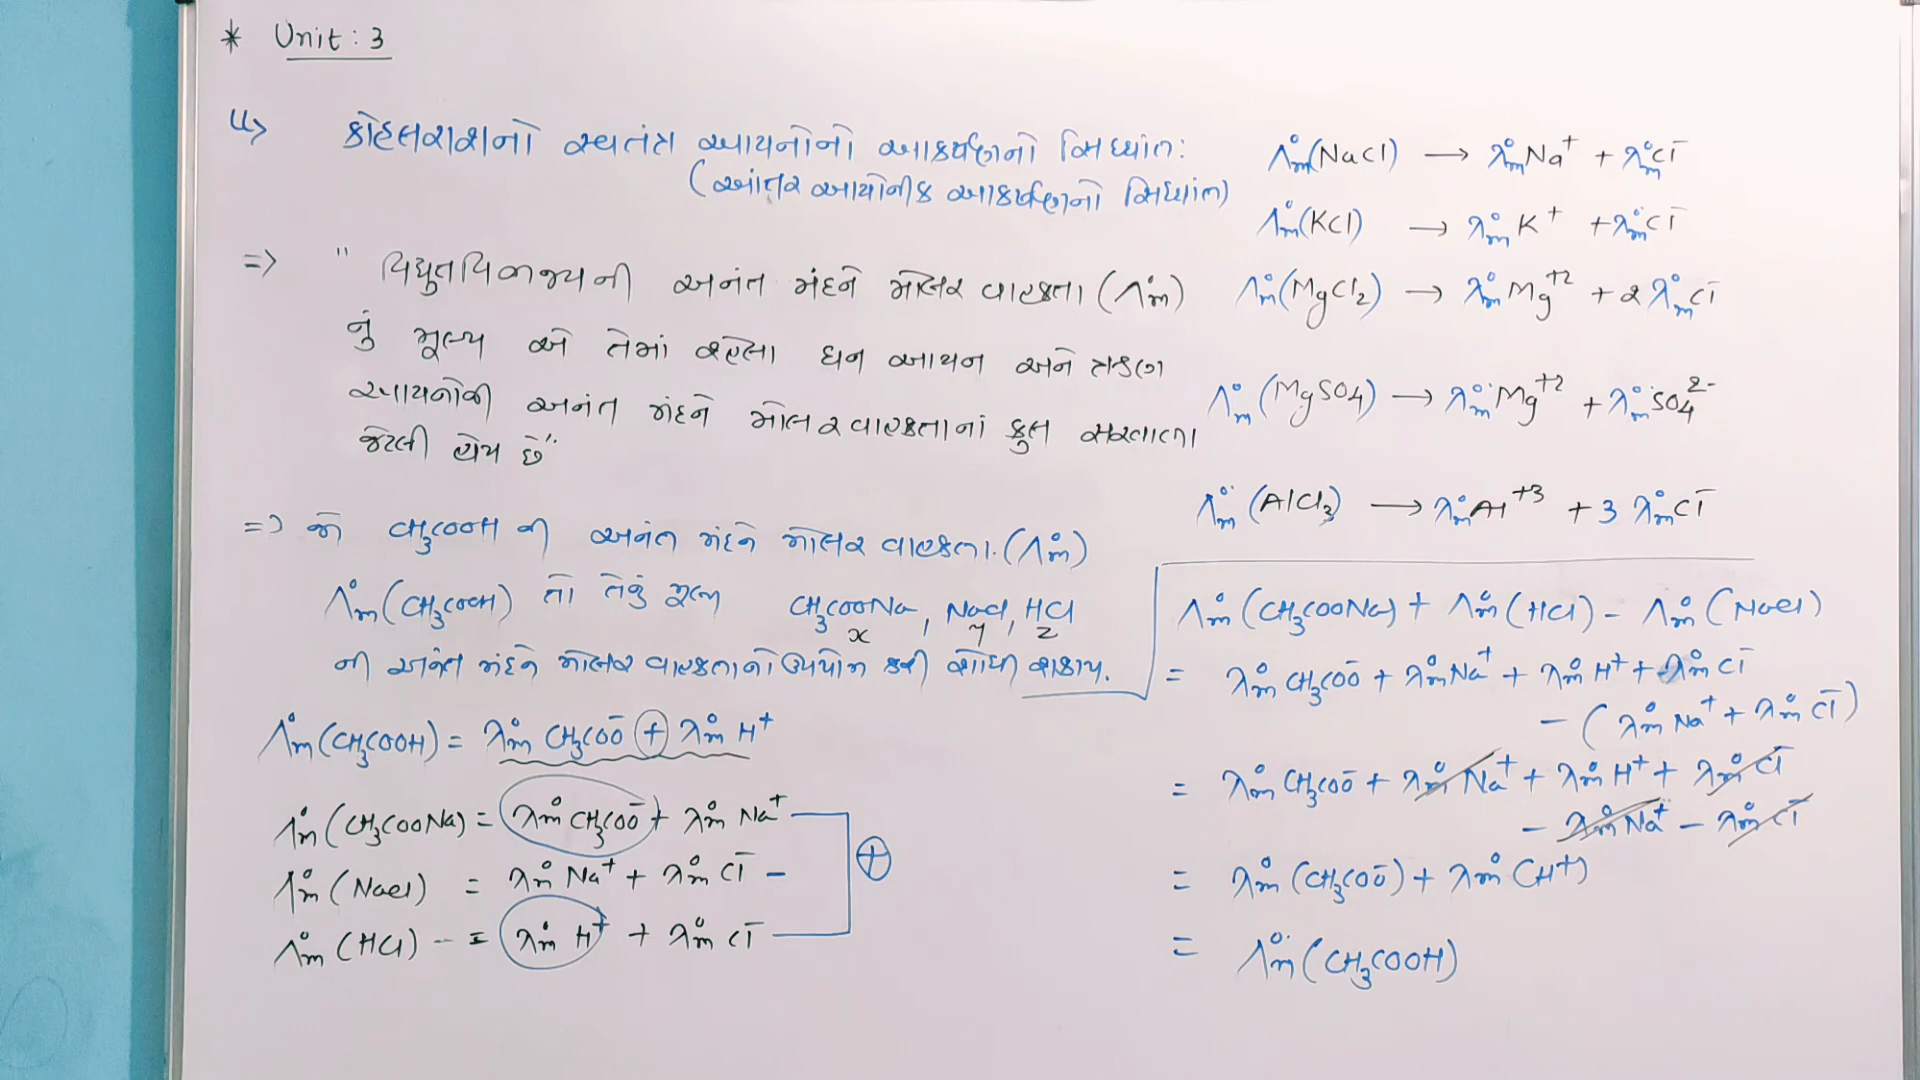 * Unit : 3
કોહલરાશનો સ્વતંત્ર આયનોનો આકર્ષણનો સિધ્ધાંત:
(આંતર આયોનીક આકર્ષણનો સિધ્ધાંત)
=> " વિદ્યુતવિભાજ્ય ની અનંત મંદને મોલર વાહકતા (Λ°m)
નું મૂલ્ય એ તેમાં રહેલા ધન આયન અને ઋણ
આયનોની અનંત મંદને મોલર વાહકતાનાં કુલ સરવાળા
જેટલી હોય છે"
=> જો CH₃COOH ની અનંત મંદને મોલર વાહકતા. (Λ°m)
Λ°m (CH₃COOH) તો તેનું મૂલ્ય CH₃COONa, NaCl, HCl
x y z
ની અનંત મંદને મોલર વાહકતાનો ઉપયોગ કરી શોધી શકાય.
Λ°m (CH₃COOH) = λ°m CH₃COO⁻ + λ°m H⁺
Λ°m (CH₃COONa) = λ°m CH₃COO⁻ + λ°m Na⁺
Λ°m (NaCl) = λ°m Na⁺ + λ°m Cl⁻ –
Λ°m (HCl) = λ°m H⁺ + λ°m Cl⁻
+
Λ°m(NaCl) → λ°m Na⁺ + λ°m Cl⁻
Λ°m(KCl) → λ°m K⁺ + λ°m Cl⁻
Λ°m(MgCl₂) → λ°m Mg⁺² + 2 λ°m Cl⁻
Λ°m (MgSO₄) → λ°m Mg⁺² + λ°m SO₄²⁻
Λ°m (AlCl₃) → λ°m Al⁺³ + 3 λ°m Cl⁻
Λ°m (CH₃COONa) + Λ°m (HCl) – Λ°m (NaCl)
= λ°m CH₃COO⁻ + λ°m Na⁺ + λ°m H⁺ + λ°m Cl⁻
– ( λ°m Na⁺ + λ°m Cl⁻)
= λ°m CH₃COO⁻ + λ°m Na⁺ + λ°m H⁺ + λ°m Cl⁻
– λ°m Na⁺ – λ°m Cl⁻
= λ°m (CH₃COO⁻) + λ°m (H⁺)
= Λ°m (CH₃COOH)